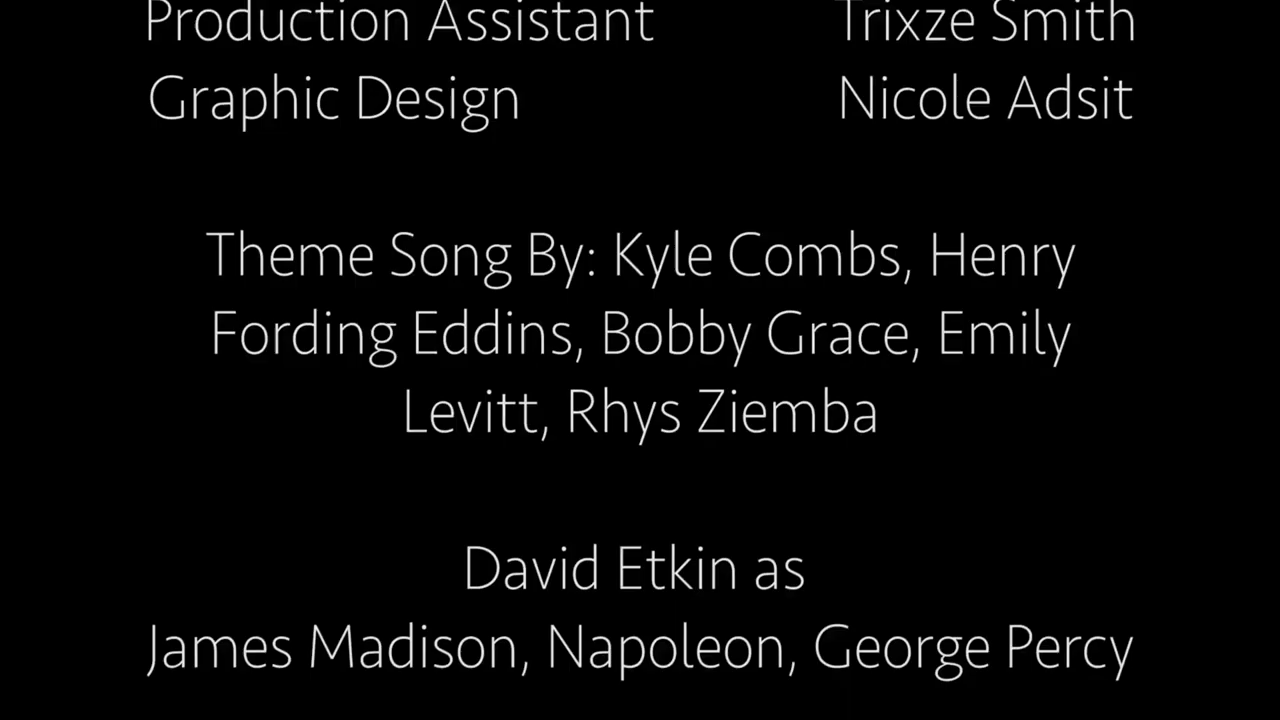 Production Assistant Trixze Smith
Graphic Design Nicole Adsit
Theme Song By: Kyle Combs, Henry
Fording Eddins, Bobby Grace, Emily
Levitt, Rhys Ziemba
David Etkin as
James Madison, Napoleon, George Percy